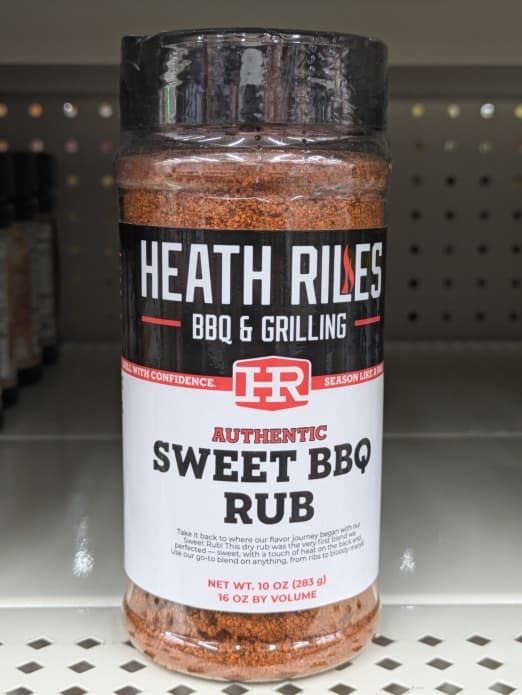 HEATH RILES
BBQ & GRILLING
WITH CONFIDENCE. SEASON LIKE A
HR
AUTHENTIC
SWEET BBQ
RUB
Take it back to where our flavor journey began with our
Sweet Rub! This dry rub was the very first blend we
perfected — sweet, with a touch of heat on the back end.
Use our go-to blend on anything, from ribs to bloody marys!
NET WT. 10 OZ (283 g)
16 OZ BY VOLUME